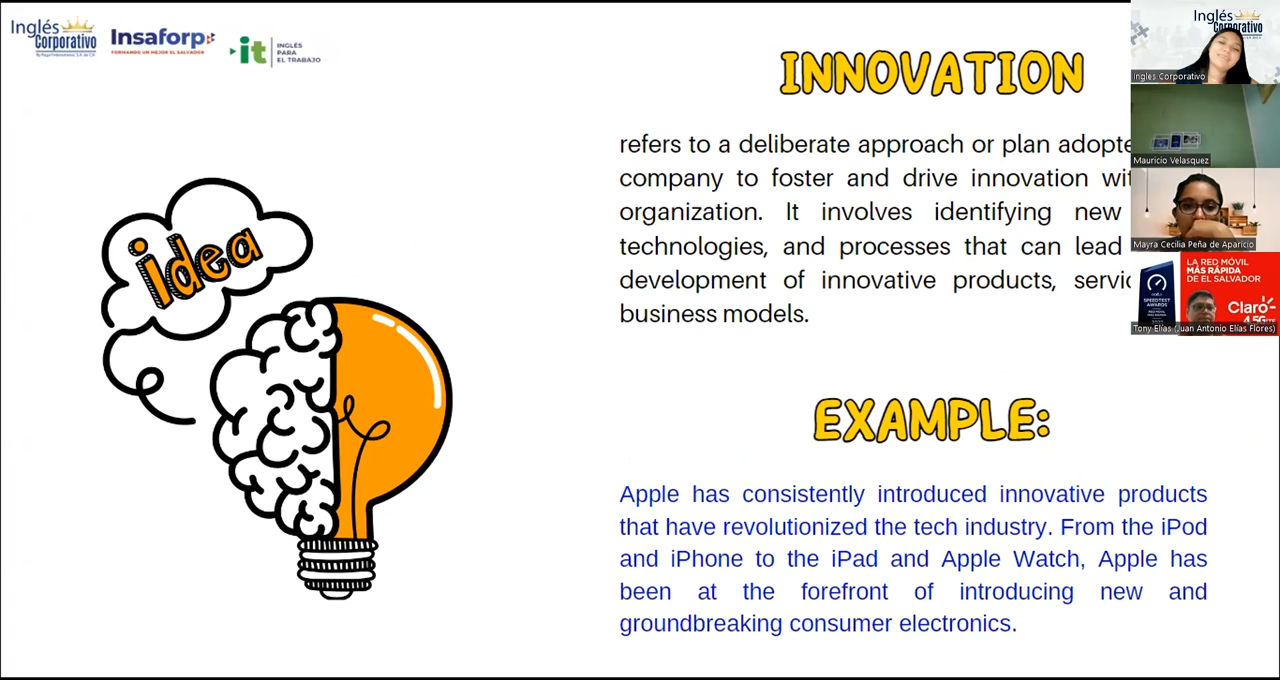 Inglés
Corporativo
Insaforp
FORMANDO UN MEJOR EL SALVADOR
it
INGLÉS
PARA
EL TRABAJO
idea
INNOVATION
refers to a deliberate approach or plan adopte
company to foster and drive innovation wit
organization. It involves identifying new
technologies, and processes that can lead
development of innovative products, servic
business models.
EXAMPLE:
Apple has consistently introduced innovative products
that have revolutionized the tech industry. From the iPod
and iPhone to the iPad and Apple Watch, Apple has
been at the forefront of introducing new and
groundbreaking consumer electronics.
Inglés
Corporativo
Ingles Corporativo
Mauricio Velasquez
Mayra Cecilia Peña de Aparicio
LA RED MÓVIL
MÁS RÁPIDA
DE EL SALVADOR
SPEEDTEST
AWARDS
Claro
4.5G
Tony Elías (Juan Antonio Elías Flores)